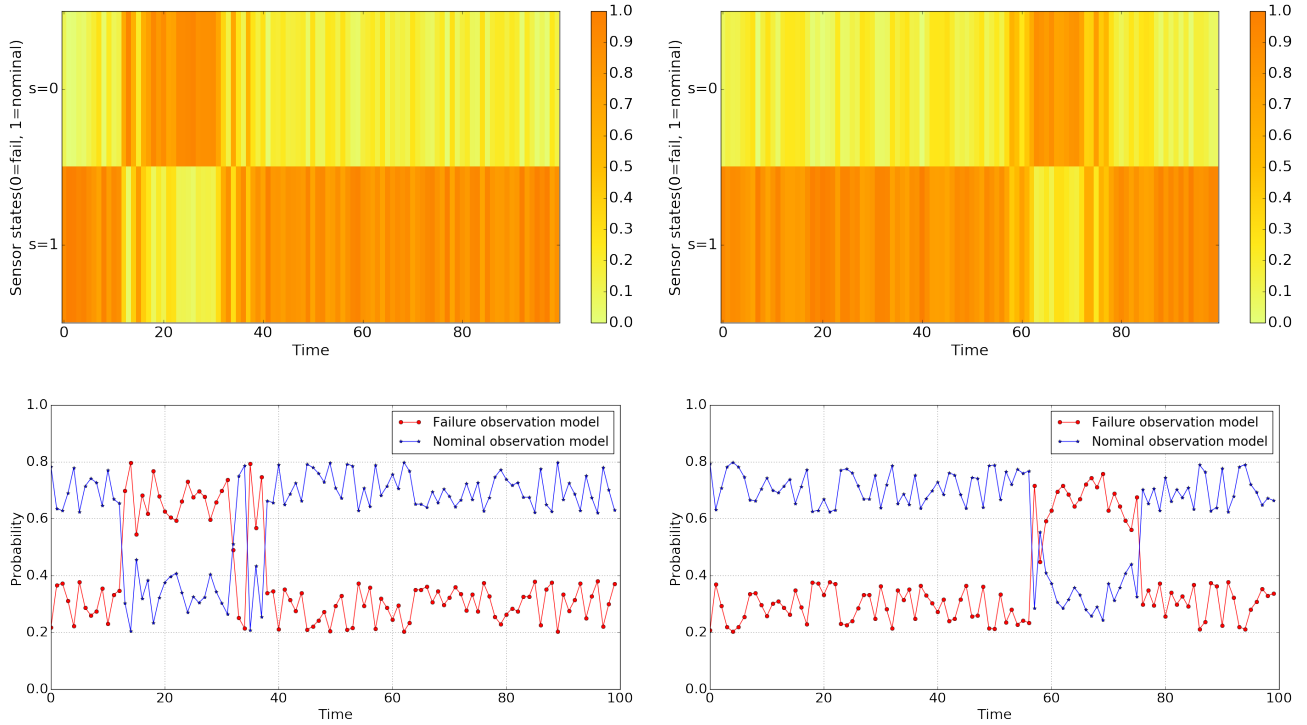 Sensor states(0=fail, 1=nominal)
s=0
s=1
0 20 40 60 80
Time
1.0
0.9
0.8
0.7
0.6
0.5
0.4
0.3
0.2
0.1
0.0
Sensor states(0=fail, 1=nominal)
s=0
s=1
0 20 40 60 80
Time
1.0
0.9
0.8
0.7
0.6
0.5
0.4
0.3
0.2
0.1
0.0
Probability
1.0
0.8
0.6
0.4
0.2
0.0
Failure observation model
Nominal observation model
0 20 40 60 80 100
Time
Probability
1.0
0.8
0.6
0.4
0.2
0.0
Failure observation model
Nominal observation model
0 20 40 60 80 100
Time